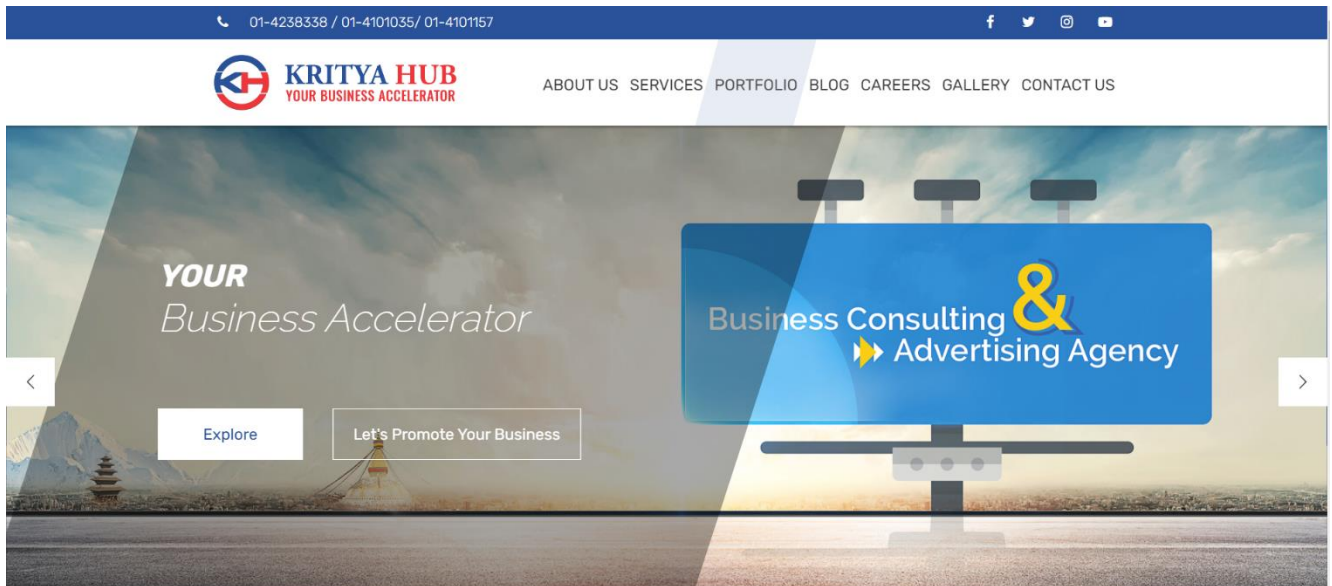 01-4238338 / 01-4101035/ 01-4101157
KH
KRITYA HUB
YOUR BUSINESS ACCELERATOR
ABOUT US SERVICES PORTFOLIO BLOG CAREERS GALLERY CONTACT US
YOUR
Business Accelerator
Business Consulting &
Advertising Agency
Explore
Let's Promote Your Business